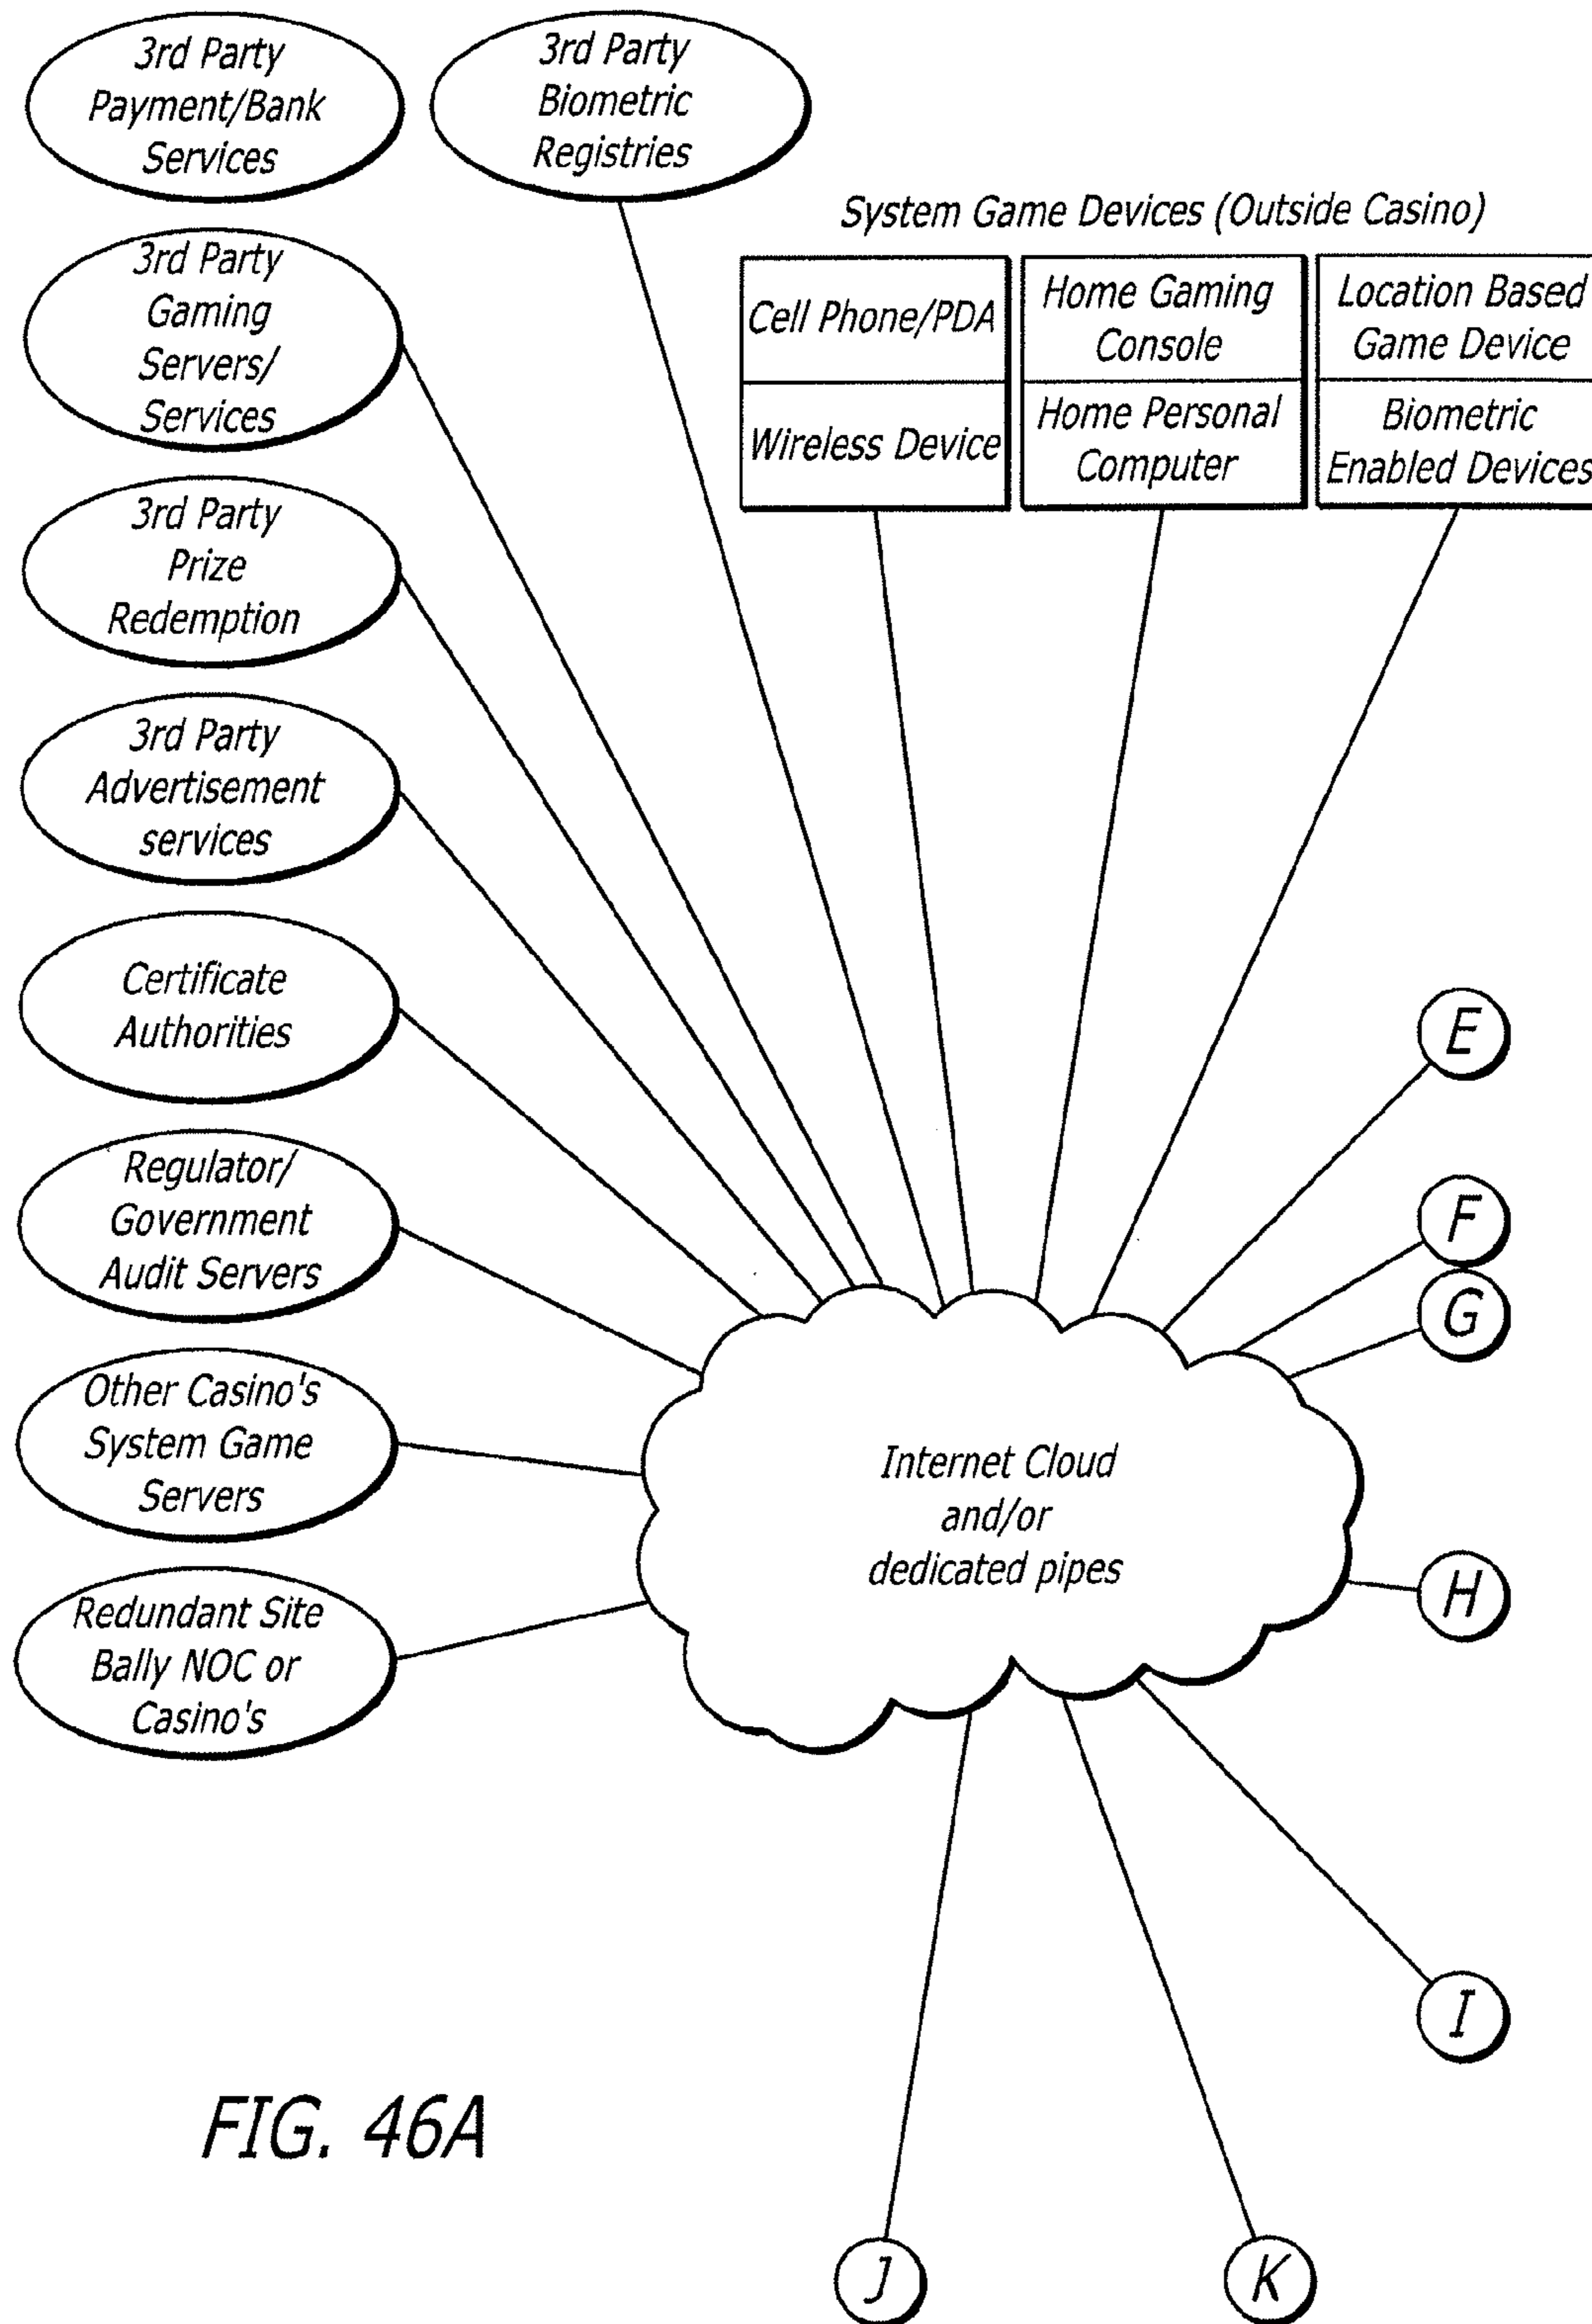 3rd Party
Payment/Bank
Services
3rd Party
Biometric
Registries
System Game Devices (Outside Casino)
3rd Party
Gaming
Servers/
Services
Cell Phone/PDA
Home Gaming
Console
Location Based
Game Device
Wireless Device
Home Personal
Computer
Biometric
Enabled Devices
3rd Party
Prize
Redemption
3rd Party
Advertisement
services
Certificate
Authorities
E
Regulator/
Government
Audit Servers
F
G
Other Casino's
System Game
Servers
Internet Cloud
and/or
dedicated pipes
H
Redundant Site
Bally NOC or
Casino's
I
FIG. 46A
J
K